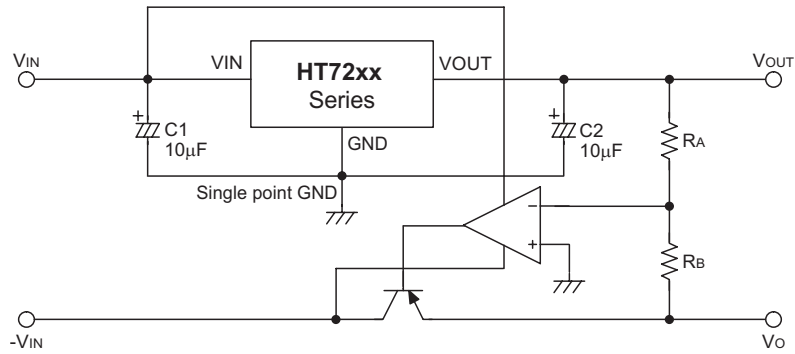 VIN
VIN
HT72xx
Series
VOUT
VOUT
+
C1
10μF
GND
+
C2
10μF
RA
Single point GND
−
+
RB
-VIN
VO